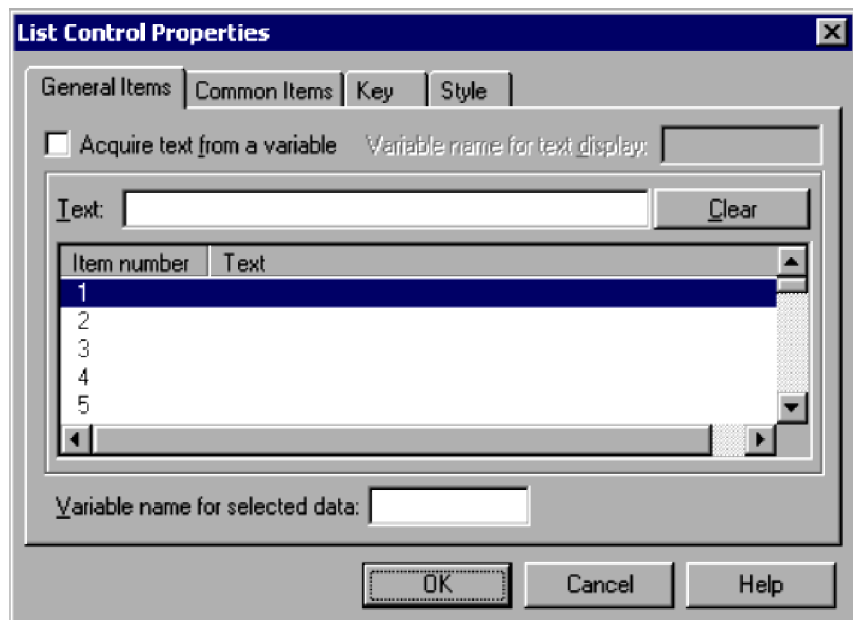 List Control Properties
General Items Common Items Key Style
Acquire text from a variable Variable name for text display:
Text: Clear
Item number Text
1
2
3
4
5
Variable name for selected data:
OK Cancel Help